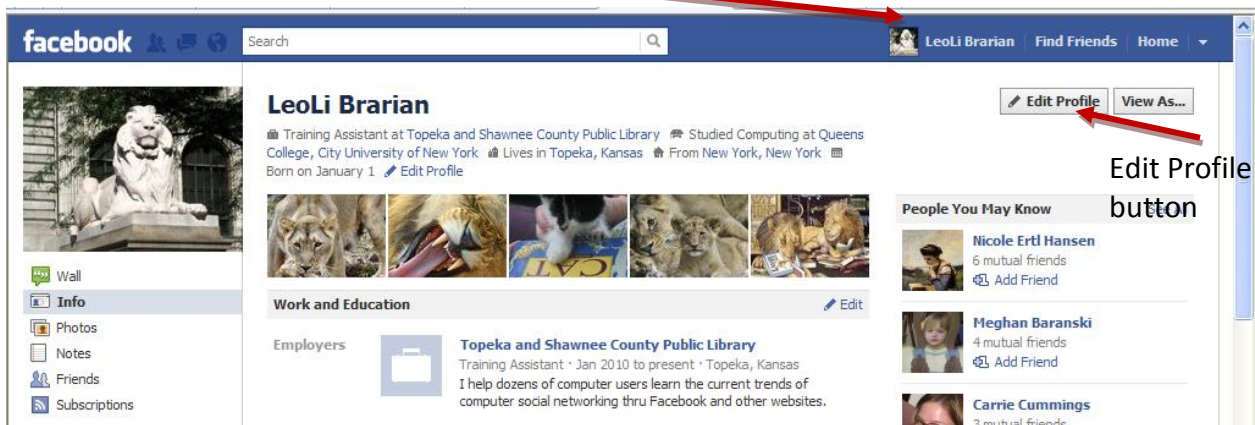 facebook
Search
LeoLi Brarian
Find Friends
Home
LeoLi Brarian
Edit Profile
View As...
Training Assistant at Topeka and Shawnee County Public Library Studied Computing at Queens
College, City University of New York Lives in Topeka, Kansas From New York, New York
Born on January 1 Edit Profile
Edit Profile
button
Wall
Info
Photos
Notes
Friends
Subscriptions
CAT
Work and Education
Edit
Employers
Topeka and Shawnee County Public Library
Training Assistant · Jan 2010 to present · Topeka, Kansas
I help dozens of computer users learn the current trends of
computer social networking thru Facebook and other websites.
People You May Know
Nicole Ertl Hansen
6 mutual friends
Add Friend
Meghan Baranski
4 mutual friends
Add Friend
Carrie Cummings
3 mutual friends